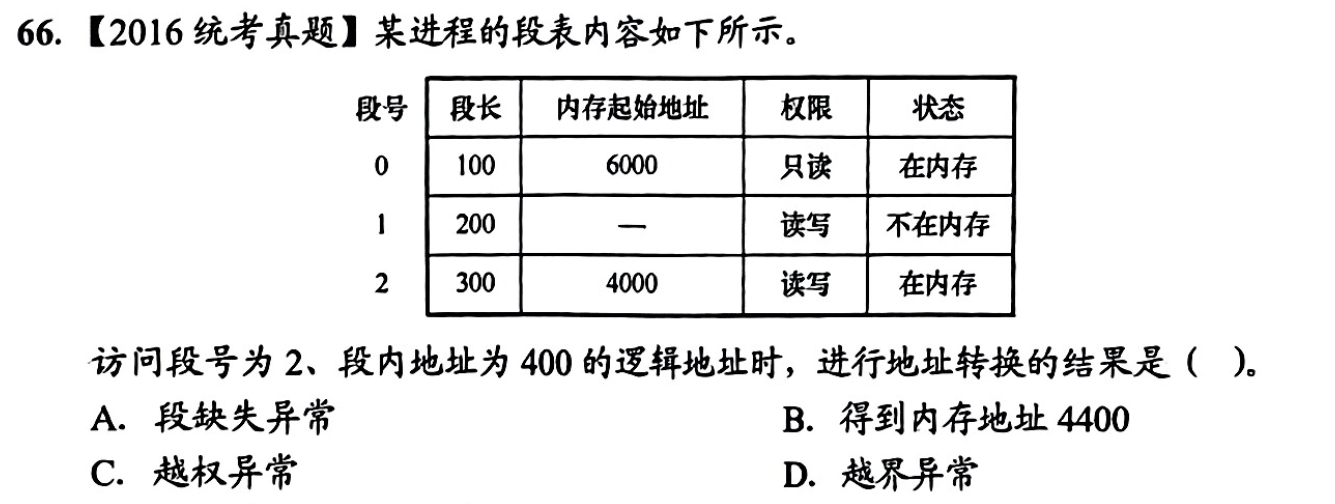 66. 【2016 统考真题】某进程的段表内容如下所示。
段号 段长 内存起始地址 权限 状态
0 100 6000 只读 在内存
1 200 — 读写 不在内存
2 300 4000 读写 在内存
访问段号为 2、段内地址为 400 的逻辑地址时，进行地址转换的结果是（ ）。
A. 段缺失异常 B. 得到内存地址 4400
C. 越权异常 D. 越界异常